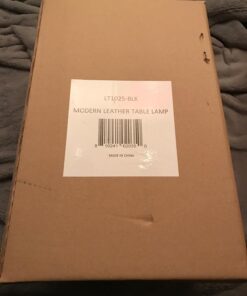 LT1025-BLK
MODERN LEATHER TABLE LAMP
MADE IN CHINA